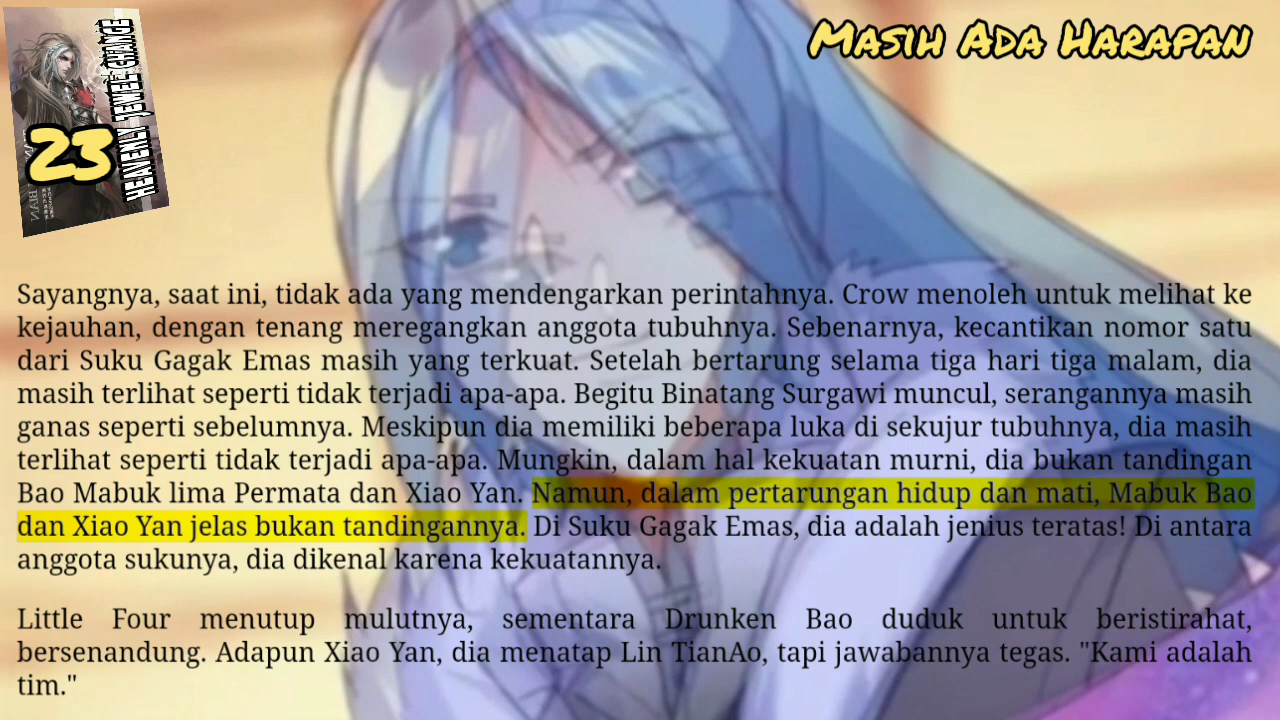 Masih Ada Harapan
HEAVENLY JEWEL CHANGE
23
BIAN
Sayangnya, saat ini, tidak ada yang mendengarkan perintahnya. Crow menoleh untuk melihat ke
kejauhan, dengan tenang meregangkan anggota tubuhnya. Sebenarnya, kecantikan nomor satu
dari Suku Gagak Emas masih yang terkuat. Setelah bertarung selama tiga hari tiga malam, dia
masih terlihat seperti tidak terjadi apa-apa. Begitu Binatang Surgawi muncul, serangannya masih
ganas seperti sebelumnya. Meskipun dia memiliki beberapa luka di sekujur tubuhnya, dia masih
terlihat seperti tidak terjadi apa-apa. Mungkin, dalam hal kekuatan murni, dia bukan tandingan
Bao Mabuk lima Permata dan Xiao Yan. Namun, dalam pertarungan hidup dan mati, Mabuk Bao
dan Xiao Yan jelas bukan tandingannya. Di Suku Gagak Emas, dia adalah jenius teratas! Di antara
anggota sukunya, dia dikenal karena kekuatannya.
Little Four menutup mulutnya, sementara Drunken Bao duduk untuk beristirahat,
bersenandung. Adapun Xiao Yan, dia menatap Lin TianAo, tapi jawabannya tegas. "Kami adalah
tim."